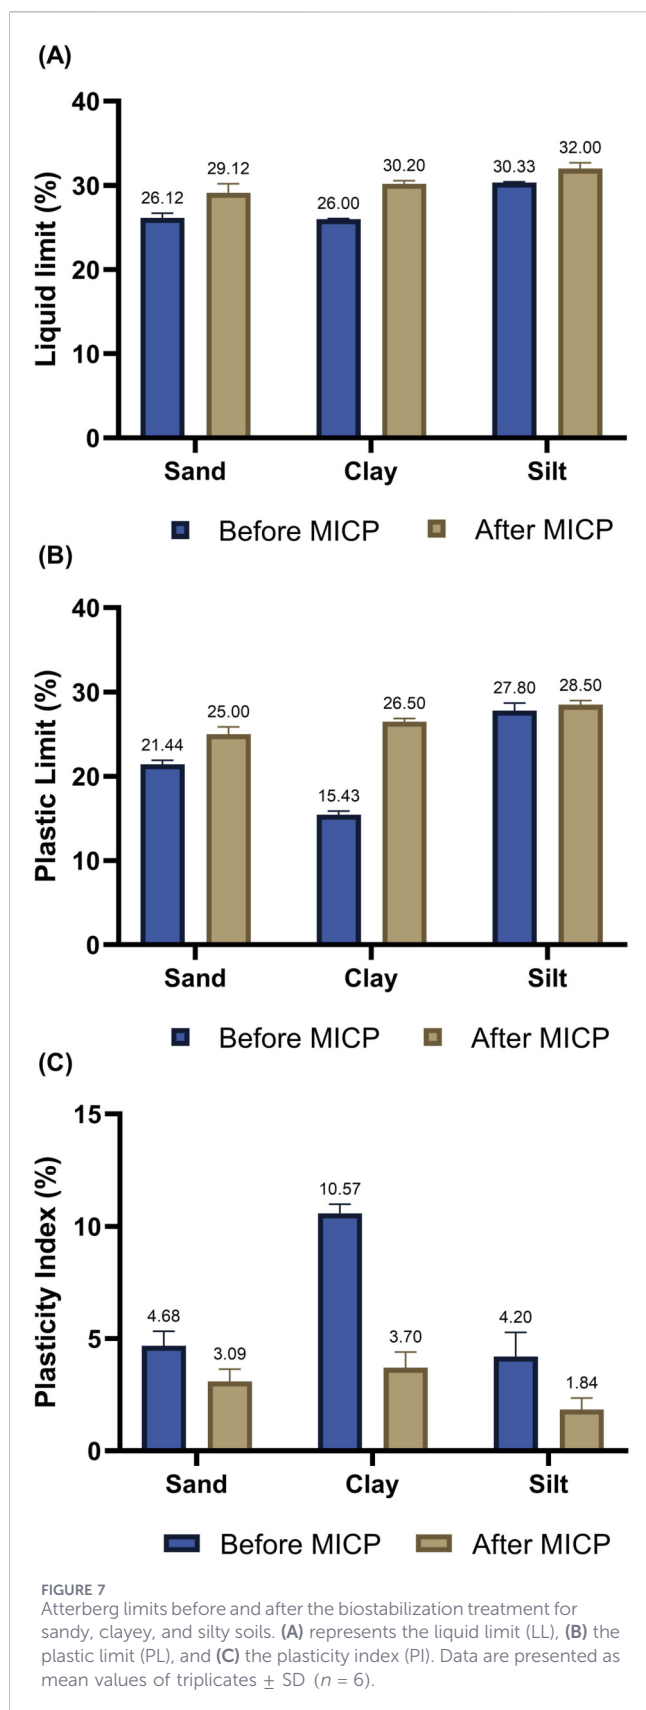 (A)
Liquid limit (%)
40
30
20
10
0
26.12
29.12
26.00
30.20
30.33
32.00
Sand Clay Silt
Before MICP After MICP
(B)
Plastic Limit (%)
40
30
20
10
0
21.44
25.00
15.43
26.50
27.80
28.50
Sand Clay Silt
Before MICP After MICP
(C)
Plasticity Index (%)
15
10
5
0
4.68
3.09
10.57
3.70
4.20
1.84
Sand Clay Silt
Before MICP After MICP
FIGURE 7
Atterberg limits before and after the biostabilization treatment for
sandy, clayey, and silty soils. (A) represents the liquid limit (LL), (B) the
plastic limit (PL), and (C) the plasticity index (PI). Data are presented as
mean values of triplicates ± SD (n = 6).